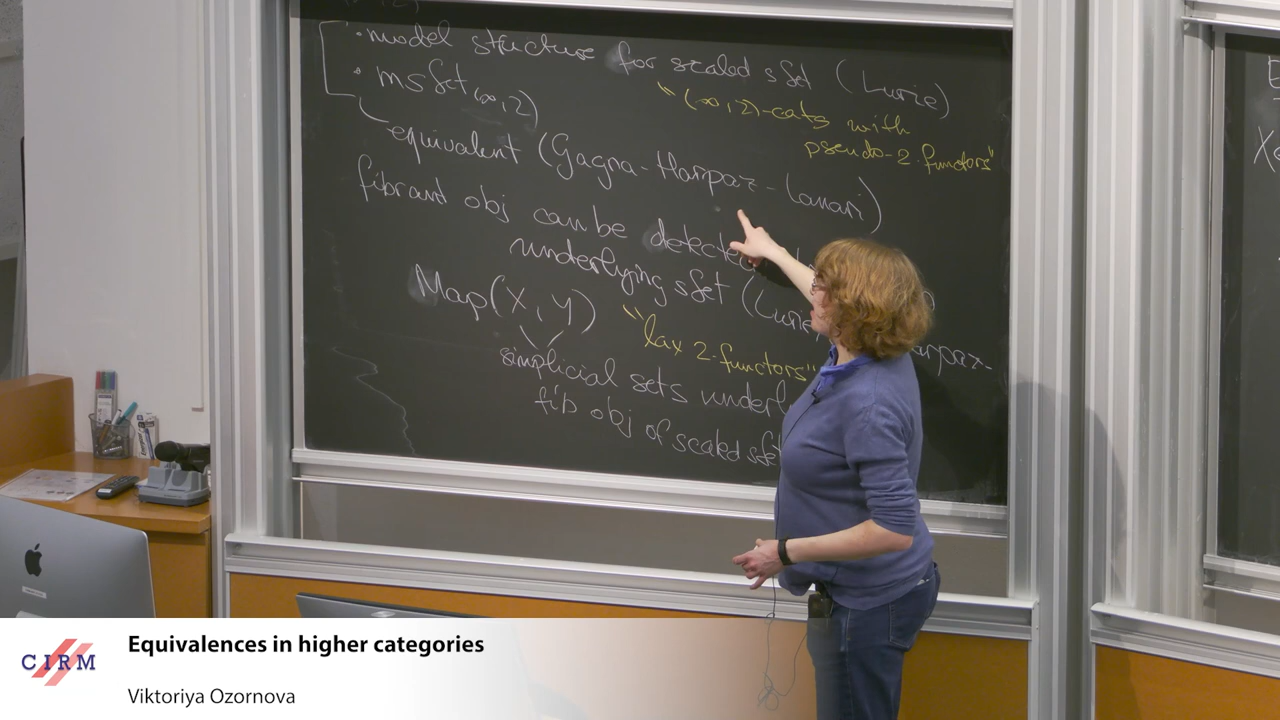 · model structure for scaled sSet (Lurie)
"(∞,2)-cats with
pseudo-2-functors"
· msSet(∞,2)
equivalent (Gagna-Harpaz-Lanari)
fibrant obj can be detected
underlying sSet (Lurie
arpaz-
Map(X, Y)
"lax 2-functors"
simplicial sets underl
fib obj of scaled sSet
CIRM
Equivalences in higher categories
Viktoriya Ozornova